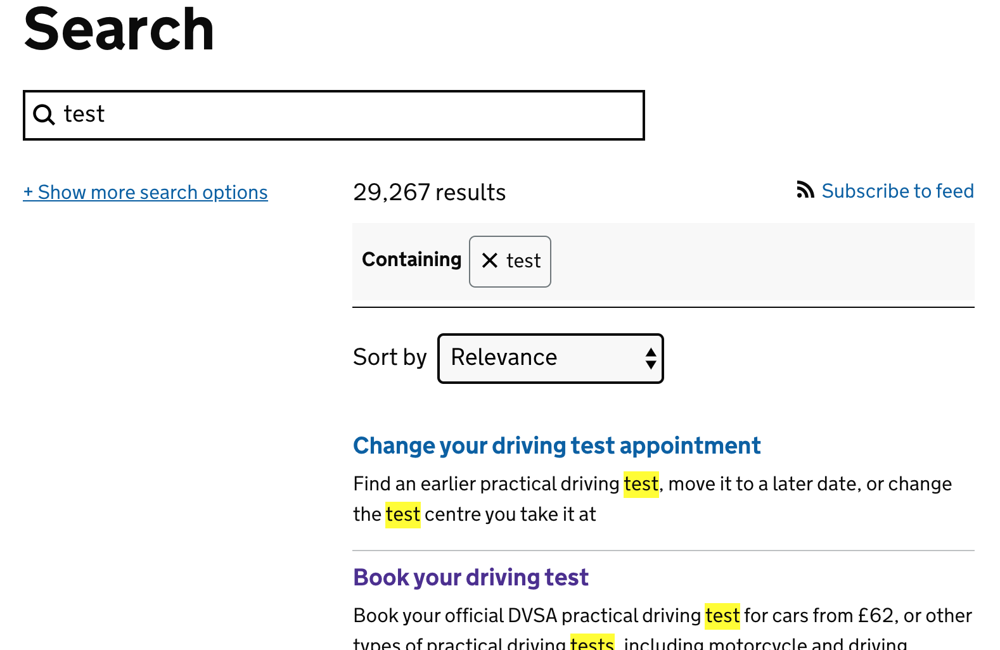 Search
test
+ Show more search options
29,267 results
Subscribe to feed
Containing
test
Sort by
Relevance
Change your driving test appointment
Find an earlier practical driving test, move it to a later date, or change
the test centre you take it at
Book your driving test
Book your official DVSA practical driving test for cars from £62, or other
types of practical driving tests, including motorcycle and driving